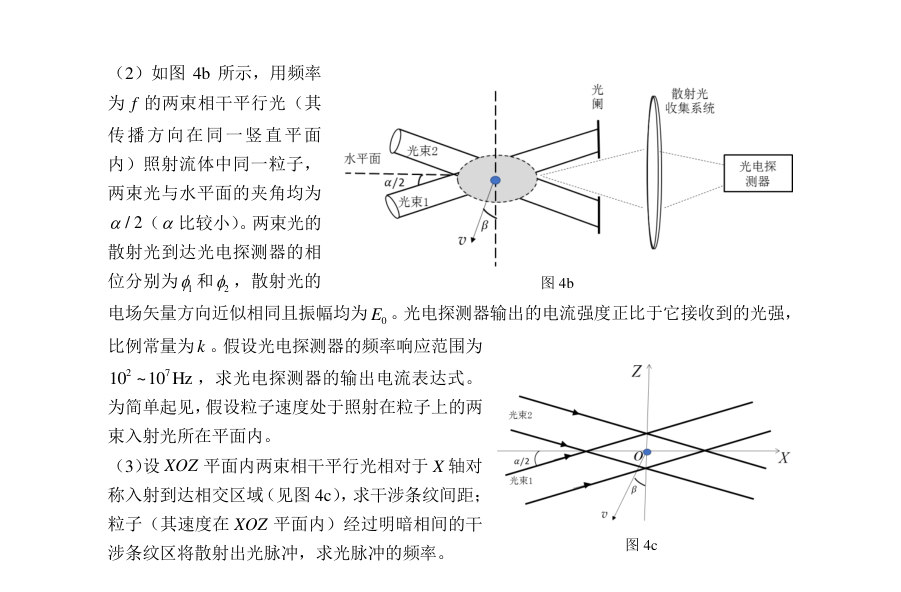 （2）如图 4b 所示，用频率
为 f 的两束相干平行光（其
传播方向在同一竖直平面
内）照射流体中同一粒子，
两束光与水平面的夹角均为
α / 2（α 比较小）。两束光的
散射光到达光电探测器的相
位分别为ϕ₁和ϕ₂，散射光的
电场矢量方向近似相同且振幅均为E₀。光电探测器输出的电流强度正比于它接收到的光强，
比例常量为k。假设光电探测器的频率响应范围为
10² ~10⁷ Hz，求光电探测器的输出电流表达式。
为简单起见，假设粒子速度处于照射在粒子上的两
束入射光所在平面内。
（3）设 XOZ 平面内两束相干平行光相对于 X 轴对
称入射到达相交区域（见图 4c），求干涉条纹间距；
粒子（其速度在 XOZ 平面内）经过明暗相间的干
涉条纹区将散射出光脉冲，求光脉冲的频率。
水平面
光束2
α/2
光束1
β
υ
光
阑
散射光
收集系统
光电探
测器
图 4b
Z
光束2
α/2
O
X
光束1
β
υ
图 4c